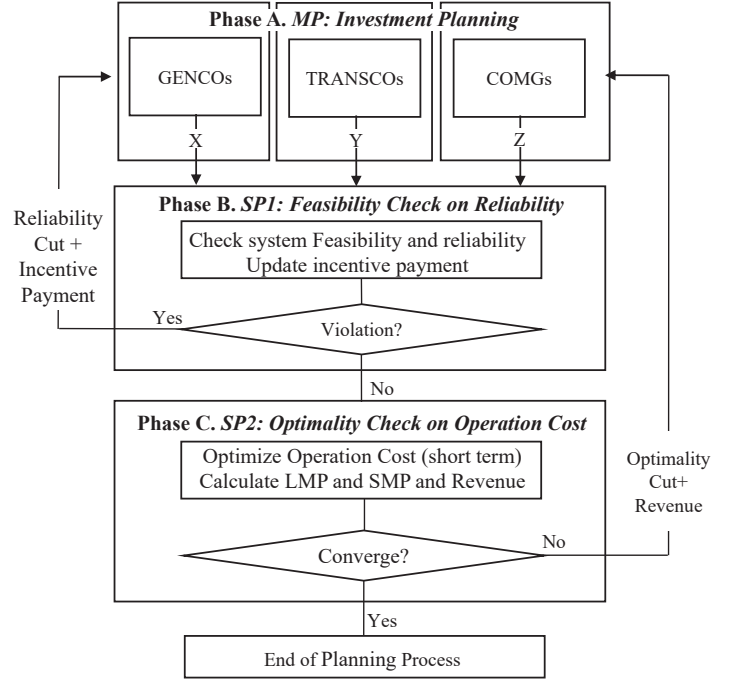 Phase A. MP: Investment Planning
GENCOs
TRANSCOs
COMGs
X
Y
Z
Phase B. SP1: Feasibility Check on Reliability
Check system Feasibility and reliability
Update incentive payment
Reliability
Cut +
Incentive
Payment
Yes
Violation?
No
Phase C. SP2: Optimality Check on Operation Cost
Optimize Operation Cost (short term)
Calculate LMP and SMP and Revenue
Optimality
Cut+
Revenue
Converge?
No
Yes
End of Planning Process